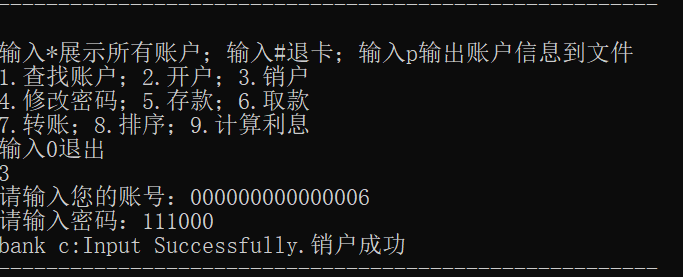 输入*展示所有账户；输入#退卡；输入p输出账户信息到文件
1.查找账户；2.开户；3.销户
4.修改密码；5.存款；6.取款
7.转账；8.排序；9.计算利息
输入0退出
3
请输入您的账号：000000000000006
请输入密码：111000
bank c:Input Successfully.销户成功